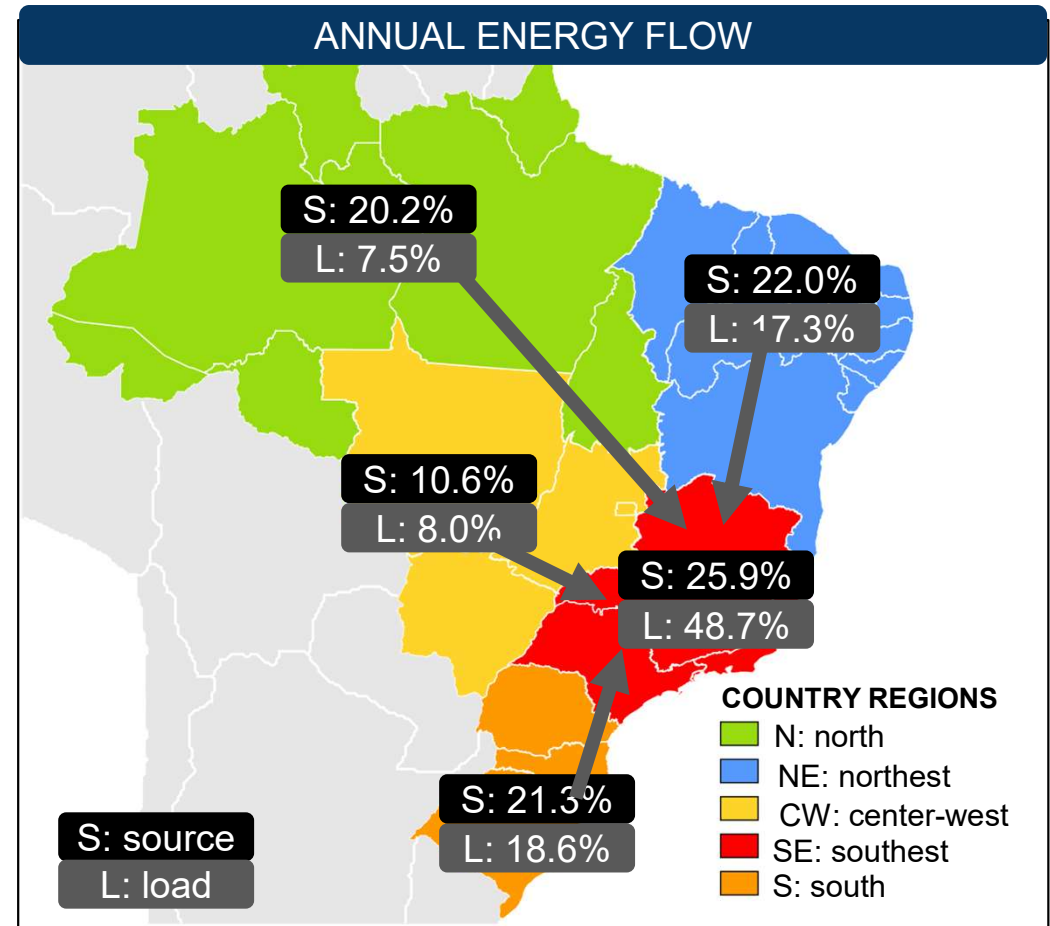 ANNUAL ENERGY FLOW
S: 20.2%
L: 7.5%
S: 22.0%
L: 17.3%
S: 10.6%
L: 8.0%
S: 25.9%
L: 48.7%
S: 21.3%
L: 18.6%
S: source
L: load
COUNTRY REGIONS
N: north
NE: northest
CW: center-west
SE: southest
S: south